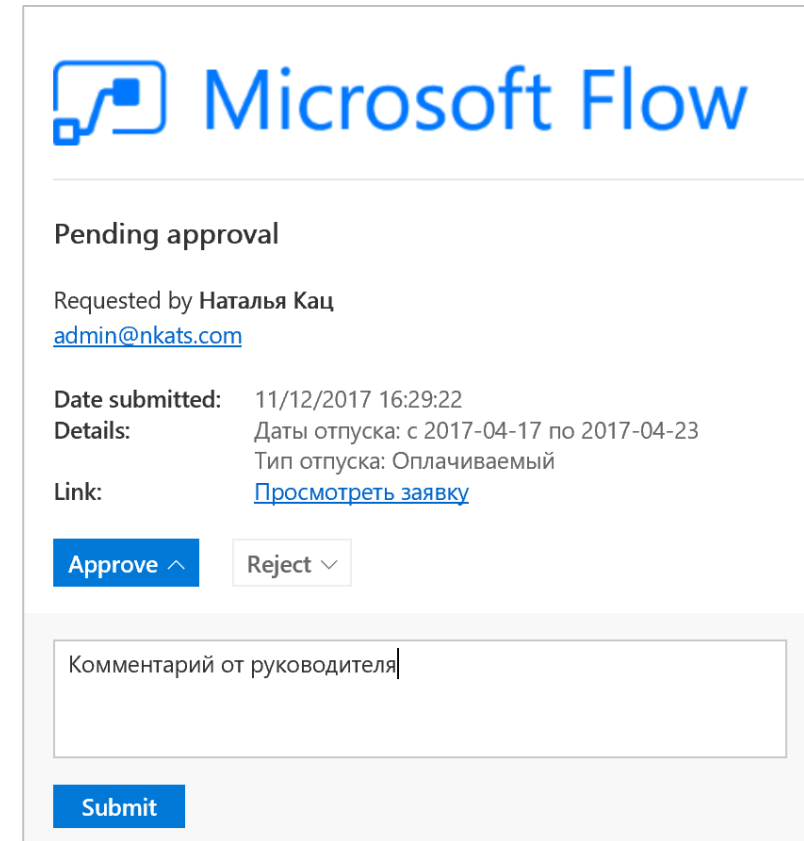 Microsoft Flow
Pending approval
Requested by Наталья Кац
admin@nkats.com
Date submitted: 11/12/2017 16:29:22
Details: Даты отпуска: с 2017-04-17 по 2017-04-23
Тип отпуска: Оплачиваемый
Link: Просмотреть заявку
Approve Reject
Комментарий от руководителя
Submit